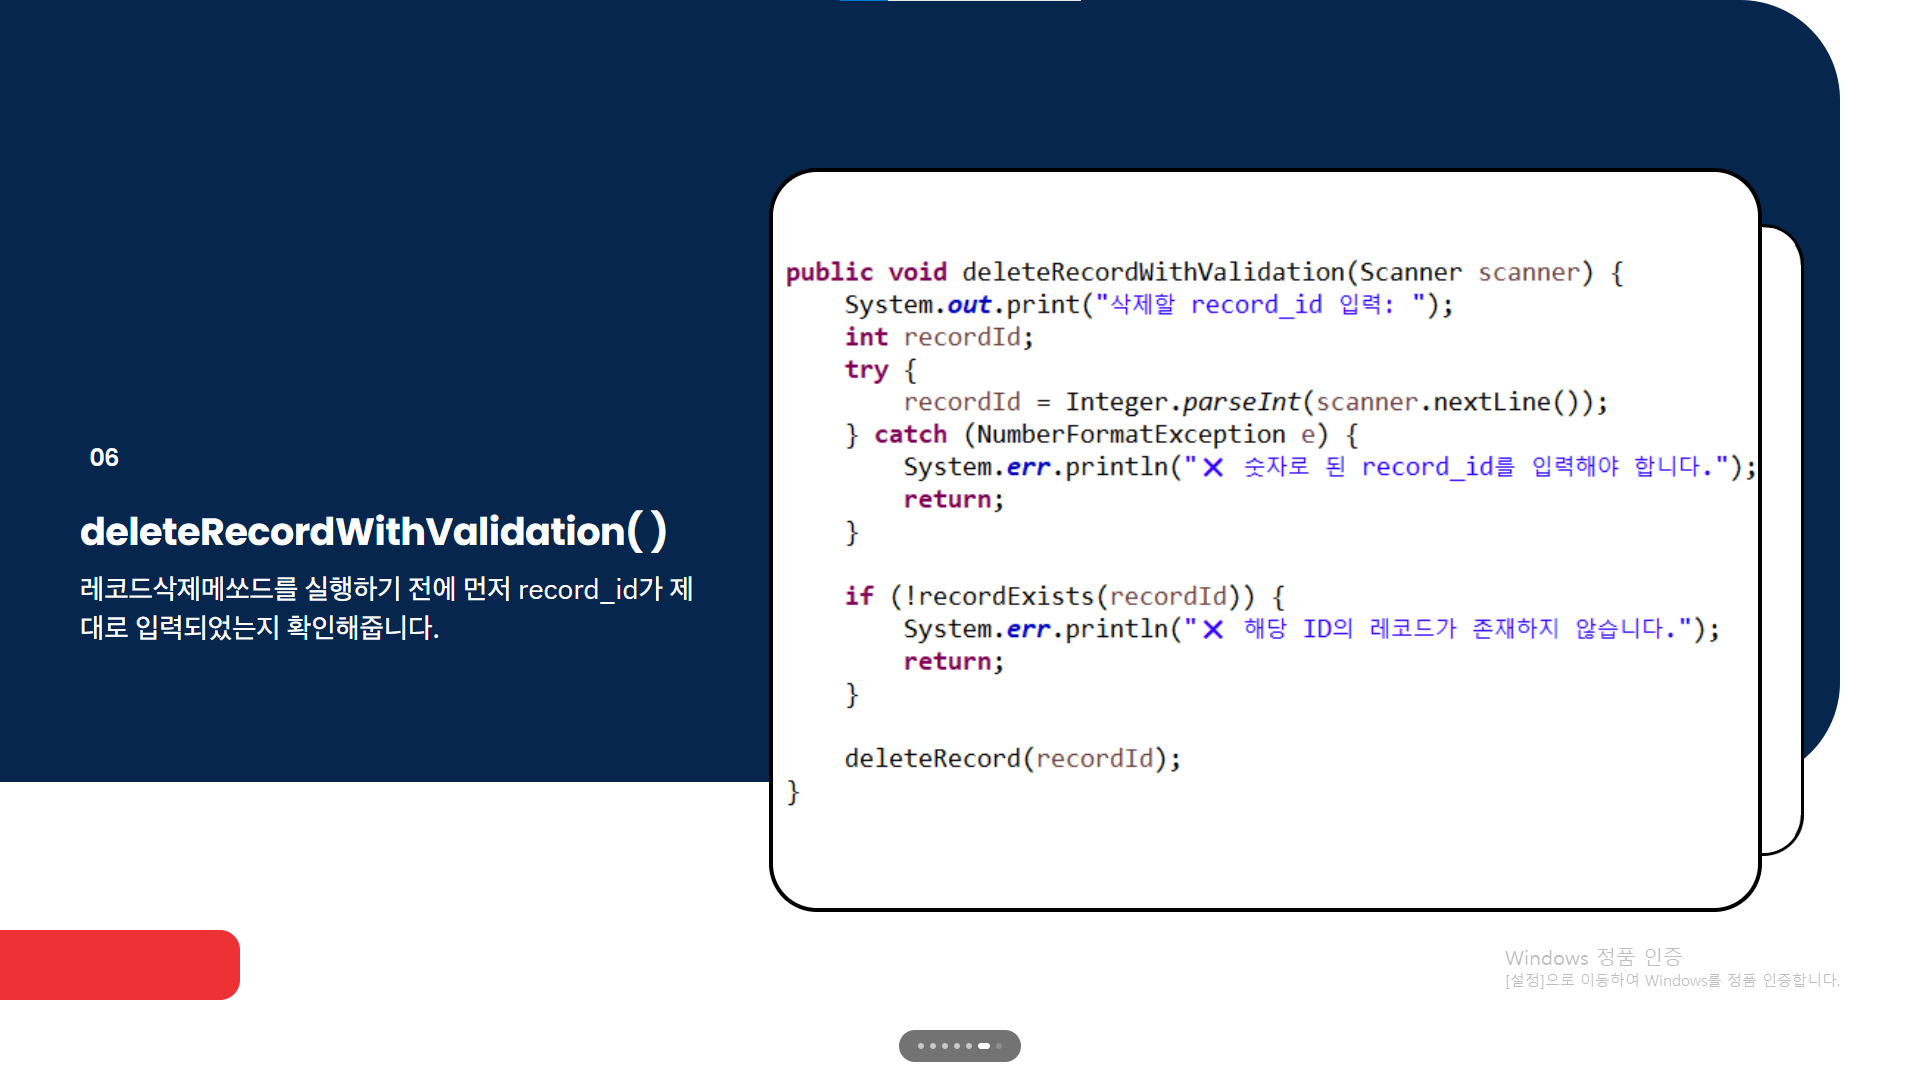 06
deleteRecordWithValidation( )
레코드삭제메쏘드를 실행하기 전에 먼저 record_id가 제
대로 입력되었는지 확인해줍니다.
public void deleteRecordWithValidation(Scanner scanner) {
    System.out.print("삭제할 record_id 입력: ");
    int recordId;
    try {
        recordId = Integer.parseInt(scanner.nextLine());
    } catch (NumberFormatException e) {
        System.err.println("❌ 숫자로 된 record_id를 입력해야 합니다.");
        return;
    }

    if (!recordExists(recordId)) {
        System.err.println("❌ 해당 ID의 레코드가 존재하지 않습니다.");
        return;
    }

    deleteRecord(recordId);
}
Windows 정품 인증
[설정]으로 이동하여 Windows를 정품 인증합니다.